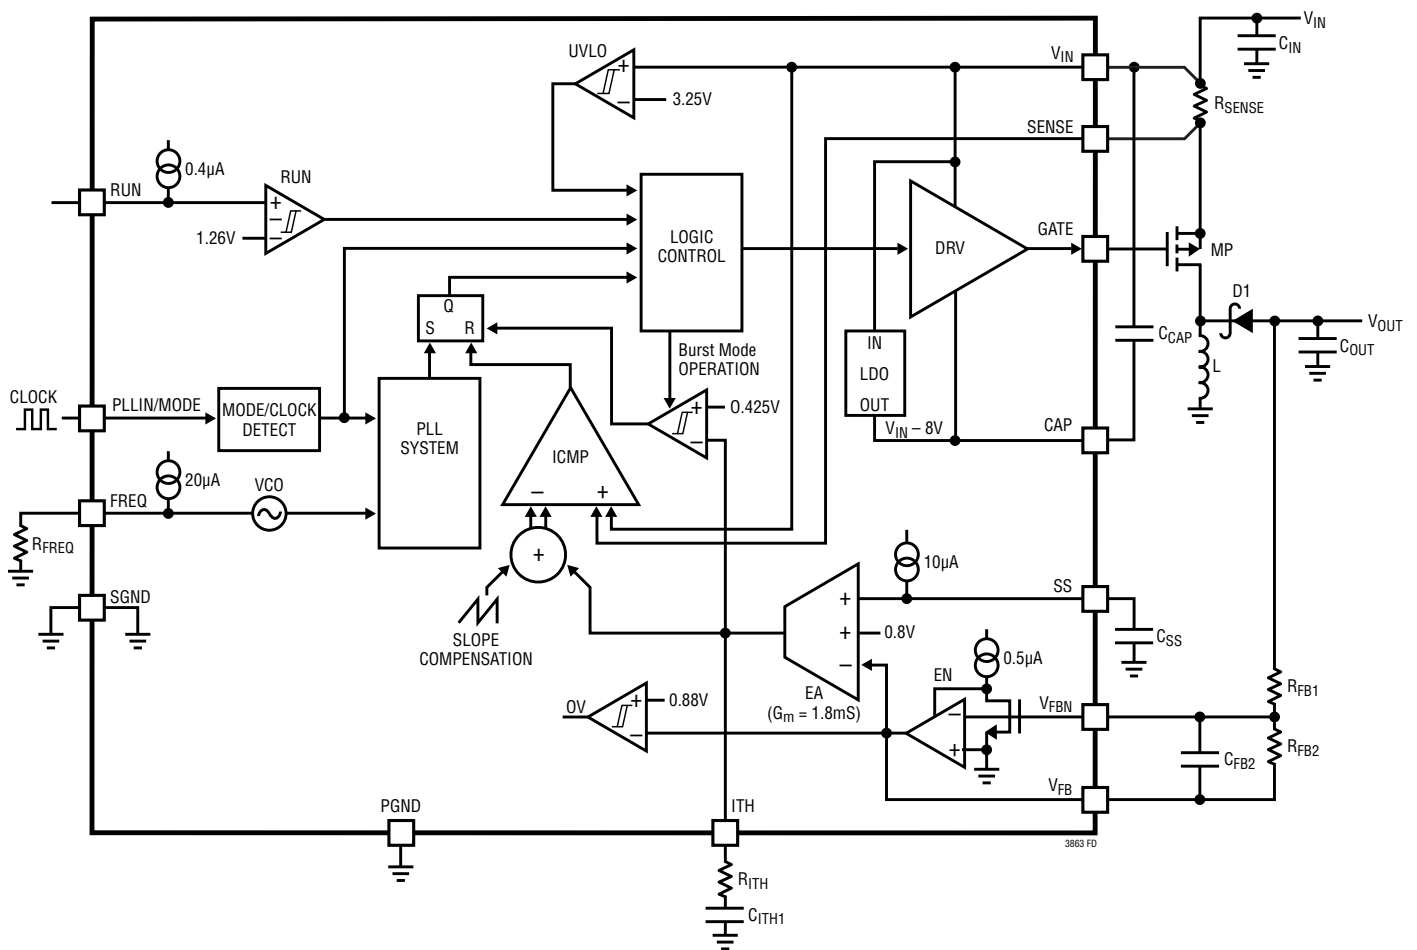 VIN
CIN
UVLO
+
–
3.25V
VIN
RSENSE
SENSE
0.4µA
RUN
RUN
+
–
–
1.26V
LOGIC
CONTROL
DRV
GATE
MP
D1
VOUT
COUT
CCAP
L
Q
S R
Burst Mode
OPERATION
IN
LDO
OUT
VIN – 8V
CAP
CLOCK
PLLIN/MODE
MODE/CLOCK
DETECT
PLL
SYSTEM
ICMP
– +
+
–
0.425V
20µA
FREQ
VCO
RFREQ
+
SGND
SLOPE
COMPENSATION
10µA
SS
CSS
+
+
–
0.8V
EA
(Gm = 1.8mS)
0.5µA
EN
–
+
VFBN
RFB1
RFB2
CFB2
VFB
OV
+
–
0.88V
PGND
ITH
3863 FD
RITH
CITH1